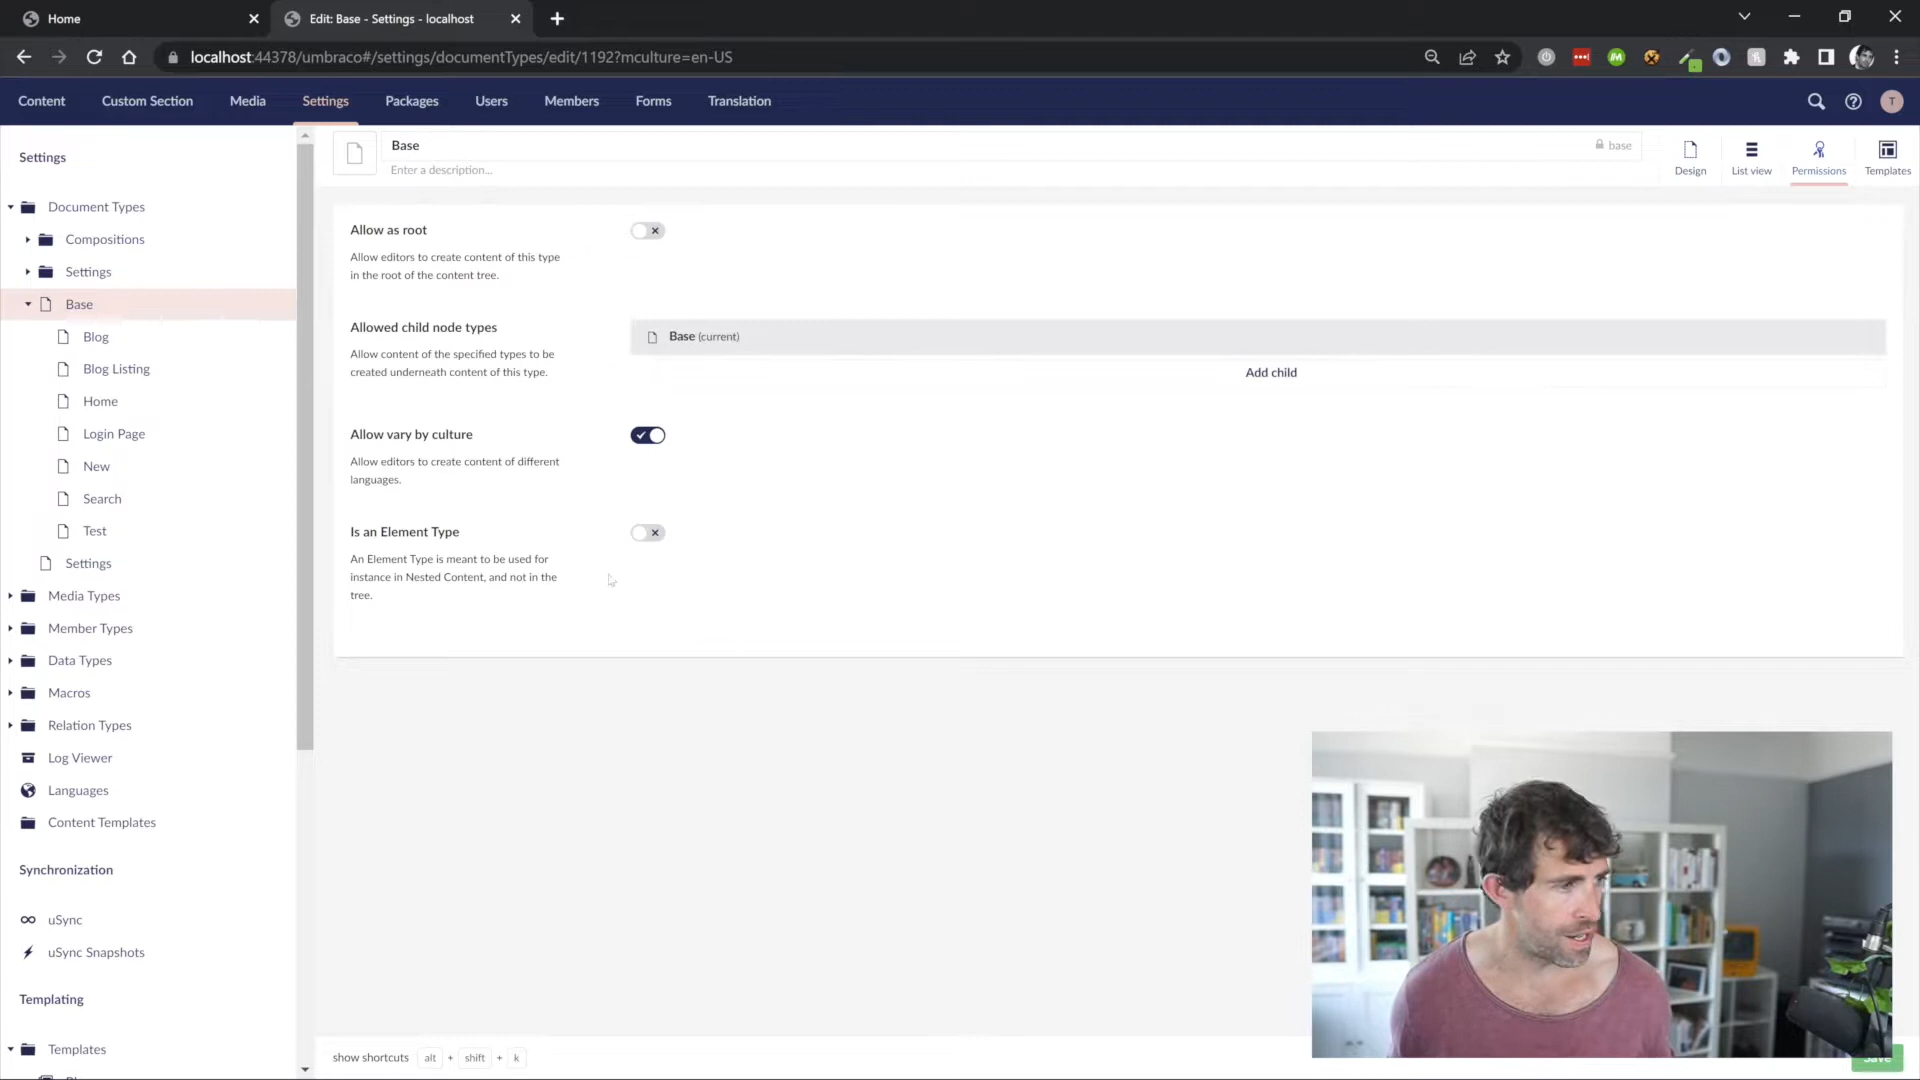 Home
Edit: Base - Settings - localhost
localhost:44378/umbraco#/settings/documentTypes/edit/1192?mculture=en-US
Content
Custom Section
Media
Settings
Packages
Users
Members
Forms
Translation
T
Settings
Document Types
Compositions
Settings
Base
Blog
Blog Listing
Home
Login Page
New
Search
Test
Settings
Media Types
Member Types
Data Types
Macros
Relation Types
Log Viewer
Languages
Content Templates
Synchronization
uSync
uSync Snapshots
Templating
Templates
Base
base
Enter a description...
Design
List view
Permissions
Templates
Allow as root
Allow editors to create content of this type
in the root of the content tree.
Allowed child node types
Allow content of the specified types to be
created underneath content of this type.
Base (current)
Add child
Allow vary by culture
Allow editors to create content of different
languages.
Is an Element Type
An Element Type is meant to be used for
instance in Nested Content, and not in the
tree.
show shortcuts alt + shift + k
Save